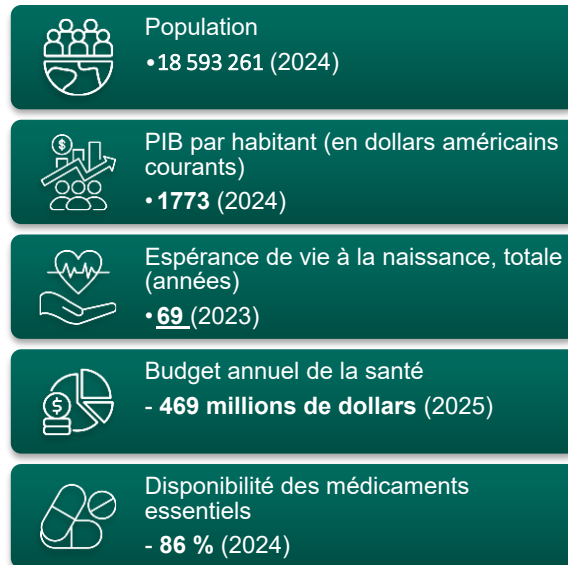 Population
•18 593 261 (2024)
PIB par habitant (en dollars américains
courants)
•1773 (2024)
Espérance de vie à la naissance, totale
(années)
•69 (2023)
Budget annuel de la santé
- 469 millions de dollars (2025)
Disponibilité des médicaments
essentiels
- 86 % (2024)